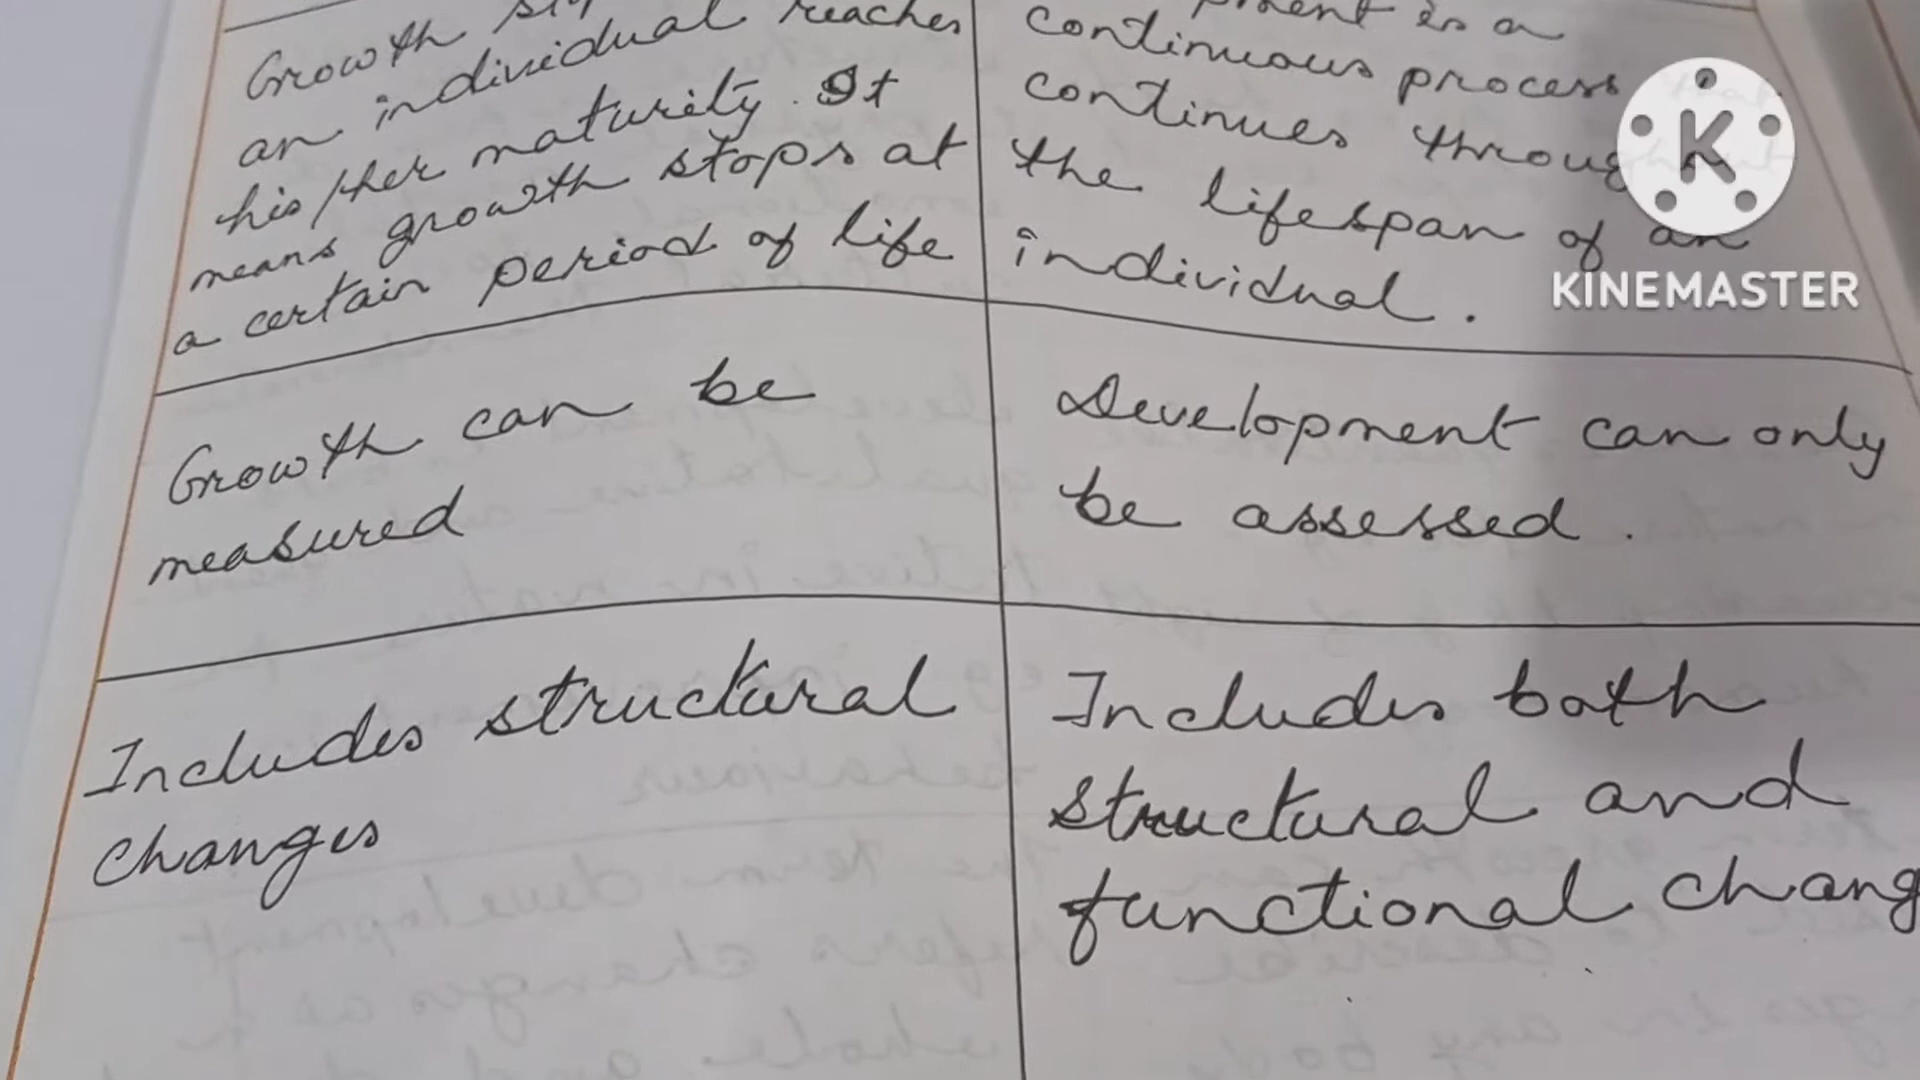 Growth
an individual reaches
his/her maturity. It
means growth stops at
a certain period of life
is a
continuous process
continues
the lifespan of an
individual.
Growth can be
measured
Development can only
be assessed.
Includes structural
changes
Includes both
structural and
functional chang
K
KINEMASTER